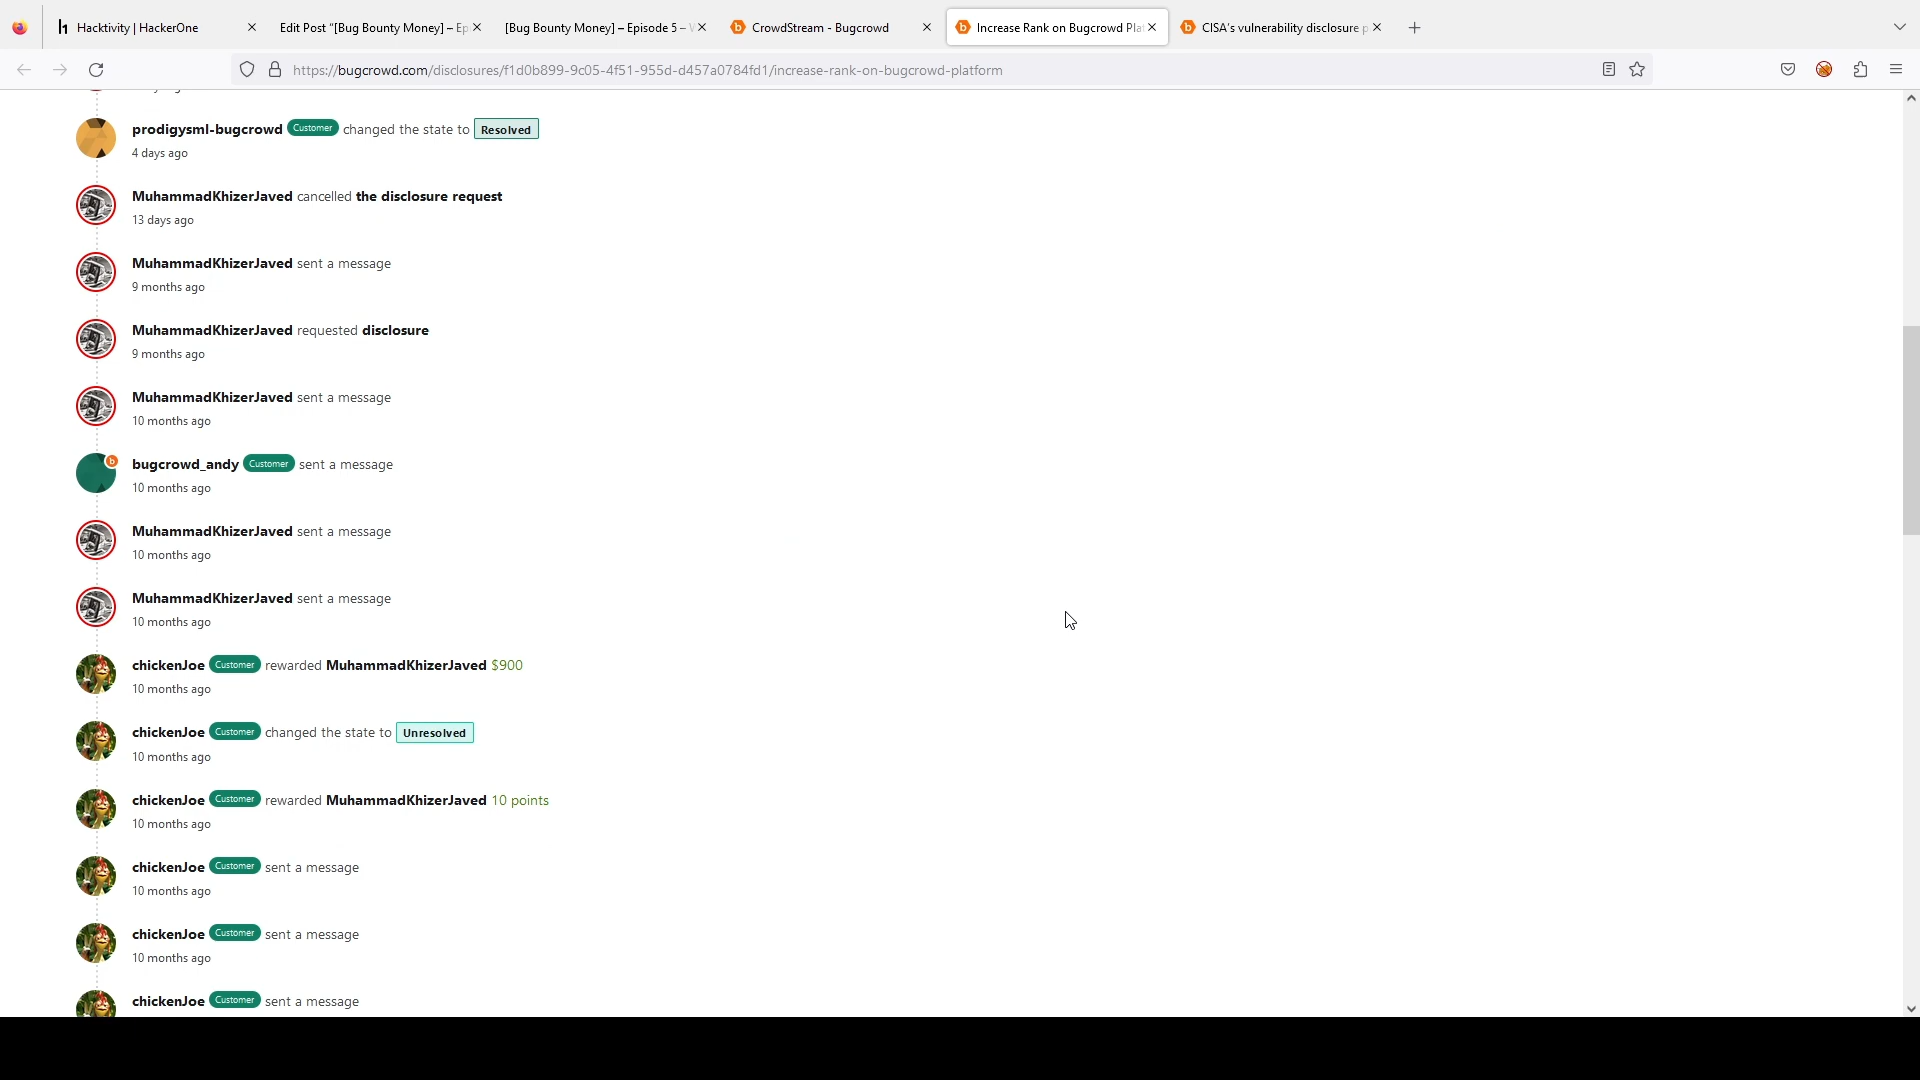 Hacktivity | HackerOne
Edit Post “[Bug Bounty Money] – Ep
[Bug Bounty Money] – Episode 5 –
CrowdStream - Bugcrowd
Increase Rank on Bugcrowd Pla
CISA's vulnerability disclosure p
https://bugcrowd.com/disclosures/f1d0b899-9c05-4f51-955d-d457a0784fd1/increase-rank-on-bugcrowd-platform
prodigysml-bugcrowd Customer changed the state to Resolved
4 days ago
MuhammadKhizerJaved cancelled the disclosure request
13 days ago
MuhammadKhizerJaved sent a message
9 months ago
MuhammadKhizerJaved requested disclosure
9 months ago
MuhammadKhizerJaved sent a message
10 months ago
bugcrowd_andy Customer sent a message
10 months ago
MuhammadKhizerJaved sent a message
10 months ago
MuhammadKhizerJaved sent a message
10 months ago
chickenJoe Customer rewarded MuhammadKhizerJaved $900
10 months ago
chickenJoe Customer changed the state to Unresolved
10 months ago
chickenJoe Customer rewarded MuhammadKhizerJaved 10 points
10 months ago
chickenJoe Customer sent a message
10 months ago
chickenJoe Customer sent a message
10 months ago
chickenJoe Customer sent a message